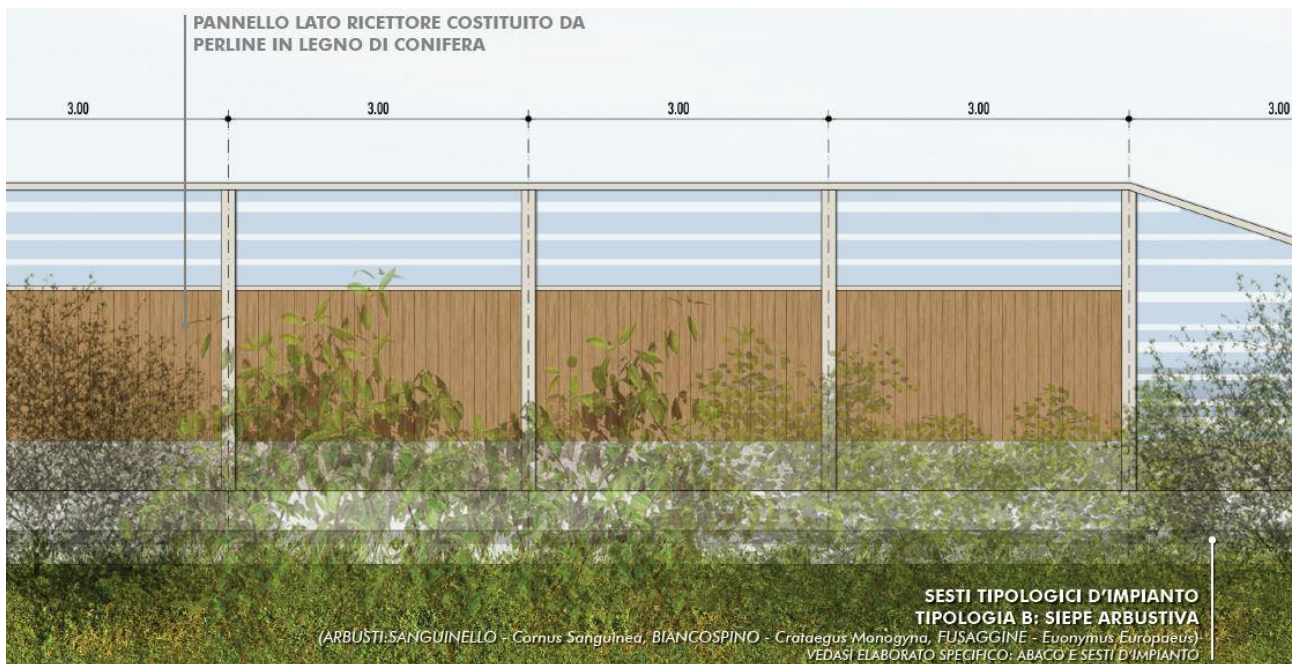 PANNELLO LATO RICETTORE COSTITUITO DA
PERLINE IN LEGNO DI CONIFERA
3.00 3.00 3.00 3.00 3.00
SESTI TIPOLOGICI D'IMPIANTO
TIPOLOGIA B: SIEPE ARBUSTIVA
(ARBUSTI:SANGUINELLO - Cornus Sanguinea, BIANCOSPINO - Crataegus Monogyna, FUSAGGINE - Euonymus Europaeus)
VEDASI ELABORATO SPECIFICO: ABACO E SESTI D'IMPIANTO